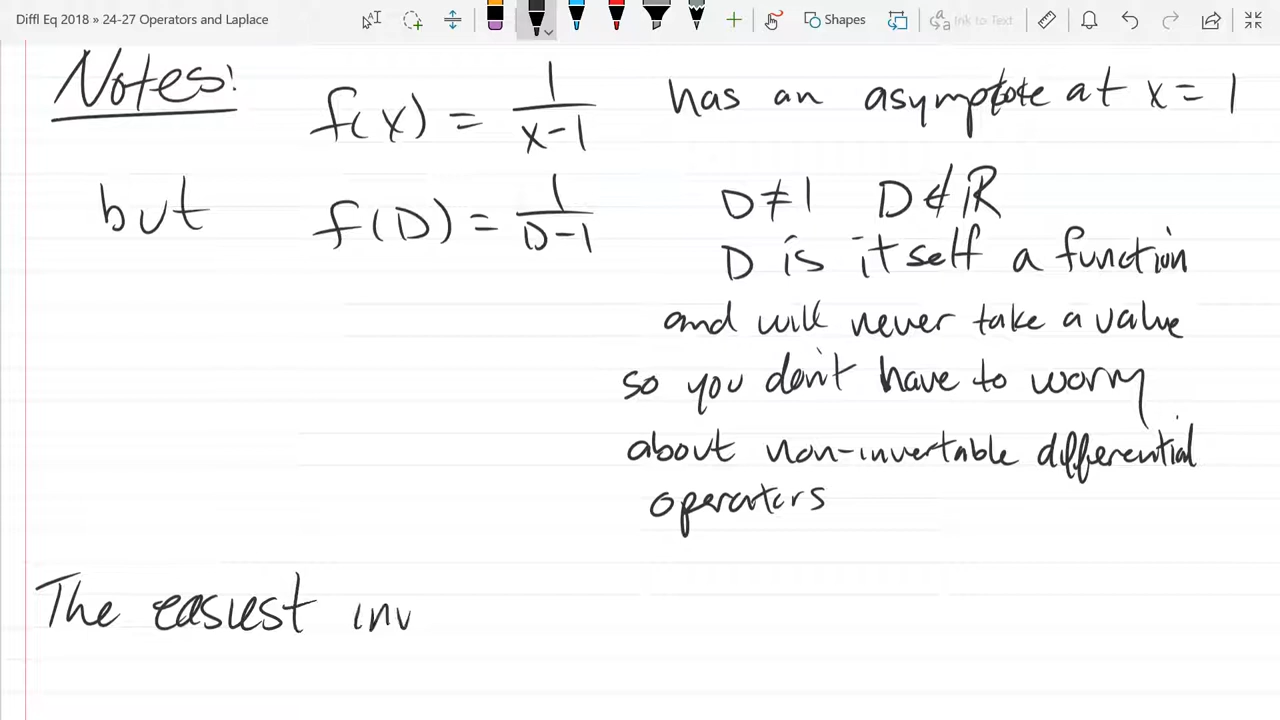 Diffl Eq 2018 » 24-27 Operators and Laplace
Shapes
Ink to Text
Notes:
f(x) = 1/(x-1) has an asymptote at x = 1
but f(D) = 1/(D-1) D ≠ 1 D ∉ ℝ
D is itself a function
and will never take a value
so you don't have to worry
about non-invertable differential
operators
The easiest inv